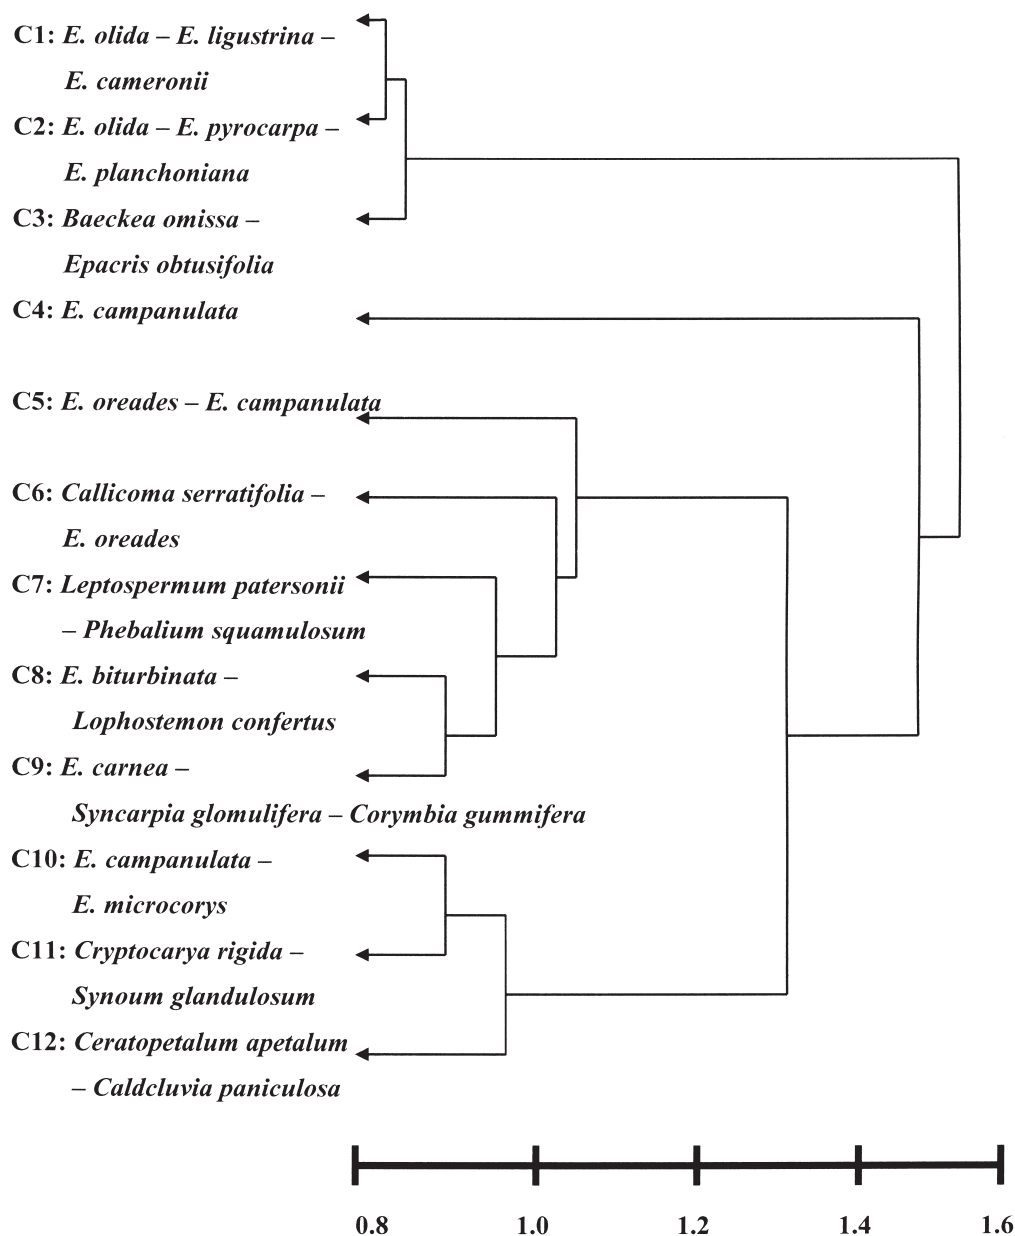 C1: E. olida – E. ligustrina –
E. cameronii
C2: E. olida – E. pyrocarpa –
E. planchoniana
C3: Baeckea omissa –
Epacris obtusifolia
C4: E. campanulata
C5: E. oreades – E. campanulata
C6: Callicoma serratifolia –
E. oreades
C7: Leptospermum patersonii
– Phebalium squamulosum
C8: E. biturbinata –
Lophostemon confertus
C9: E. carnea –
Syncarpia glomulifera – Corymbia gummifera
C10: E. campanulata –
E. microcorys
C11: Cryptocarya rigida –
Synoum glandulosum
C12: Ceratopetalum apetalum
– Caldcluvia paniculosa
0.8 1.0 1.2 1.4 1.6